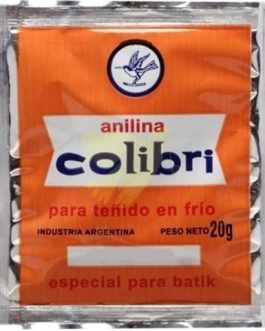 anilina
colibri
para teñido en frío
INDUSTRIA ARGENTINA PESO NETO 20g
especial para batik